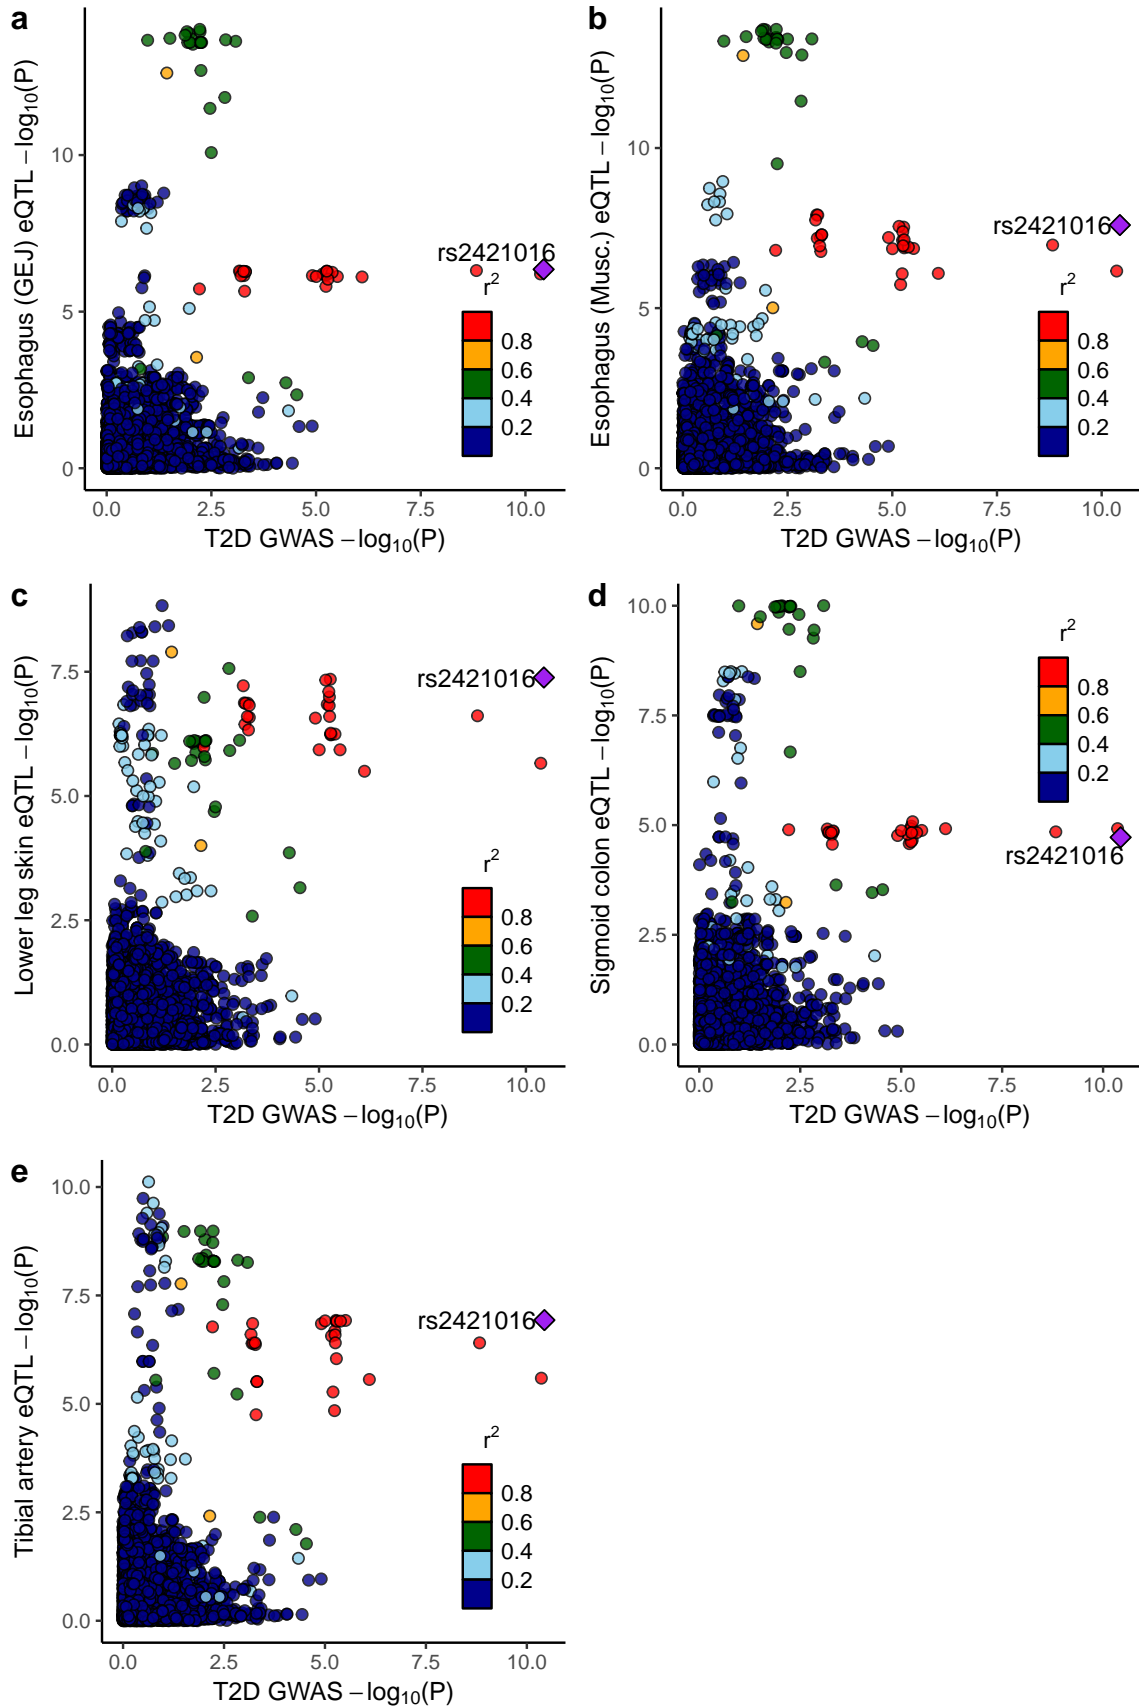 a
Esophagus (GEJ) eQTL −log10(P)
10
5
0
rs2421016
r2
0.8
0.6
0.4
0.2
0.0
2.5
5.0
7.5
10.0
T2D GWAS −log10(P)
b
Esophagus (Musc.) eQTL −log10(P)
10
5
0
rs2421016
r2
0.8
0.6
0.4
0.2
0.0
2.5
5.0
7.5
10.0
T2D GWAS −log10(P)
c
Lower leg skin eQTL −log10(P)
7.5
5.0
2.5
0.0
rs2421016
r2
0.8
0.6
0.4
0.2
0.0
2.5
5.0
7.5
10.0
T2D GWAS −log10(P)
d
Sigmoid colon eQTL −log10(P)
10.0
7.5
5.0
2.5
0.0
r2
0.8
0.6
0.4
0.2
rs2421016
0.0
2.5
5.0
7.5
10.0
T2D GWAS −log10(P)
e
Tibial artery eQTL −log10(P)
10.0
7.5
5.0
2.5
0.0
rs2421016
r2
0.8
0.6
0.4
0.2
0.0
2.5
5.0
7.5
10.0
T2D GWAS −log10(P)